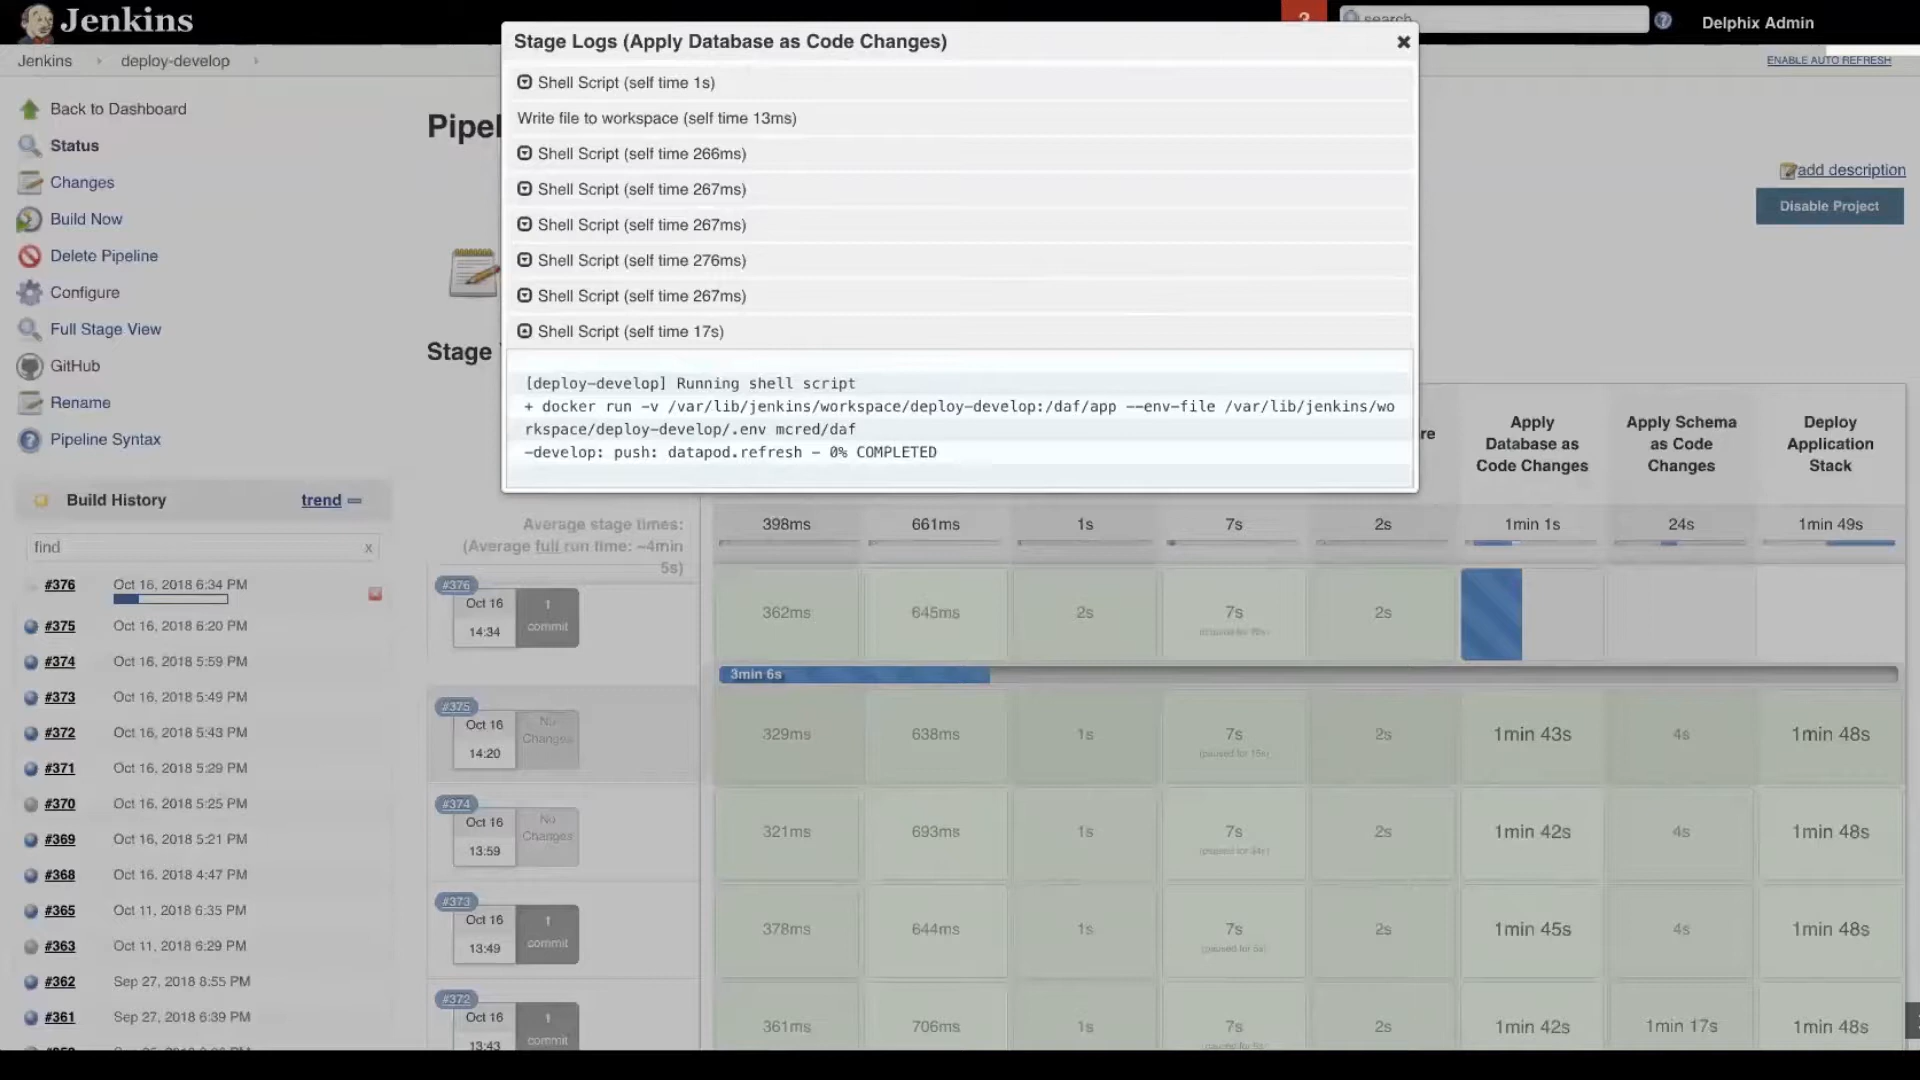 Jenkins
search
Delphix Admin
Jenkins
deploy-develop
ENABLE AUTO REFRESH
Back to Dashboard
Status
Changes
Build Now
Delete Pipeline
Configure
Full Stage View
GitHub
Rename
Pipeline Syntax
Build History
trend
find
x
#376
Oct 16, 2018 6:34 PM
#375
Oct 16, 2018 6:20 PM
#374
Oct 16, 2018 5:59 PM
#373
Oct 16, 2018 5:49 PM
#372
Oct 16, 2018 5:43 PM
#371
Oct 16, 2018 5:29 PM
#370
Oct 16, 2018 5:25 PM
#369
Oct 16, 2018 5:21 PM
#368
Oct 16, 2018 4:47 PM
#365
Oct 11, 2018 6:35 PM
#363
Oct 11, 2018 6:29 PM
#362
Sep 27, 2018 8:55 PM
#361
Sep 27, 2018 6:39 PM
Pipel
add description
Disable Project
Stage
Stage Logs (Apply Database as Code Changes)
Shell Script (self time 1s)
Write file to workspace (self time 13ms)
Shell Script (self time 266ms)
Shell Script (self time 267ms)
Shell Script (self time 267ms)
Shell Script (self time 276ms)
Shell Script (self time 267ms)
Shell Script (self time 17s)
[deploy-develop] Running shell script
+ docker run -v /var/lib/jenkins/workspace/deploy-develop:/daf/app --env-file /var/lib/jenkins/wo
rkspace/deploy-develop/.env mcred/daf
-develop: push: datapod.refresh - 0% COMPLETED
re
Apply
Database as
Code Changes
Apply Schema
as Code
Changes
Deploy
Application
Stack
Average stage times:
(Average full run time: ~4min
5s)
398ms
661ms
1s
7s
2s
1min 1s
24s
1min 49s
#376
Oct 16
14:34
1
commit
362ms
645ms
2s
7s
2s
3min 6s
#375
Oct 16
14:20
No
Changes
329ms
638ms
1s
7s
(paused for 15s)
2s
1min 43s
4s
1min 48s
#374
Oct 16
13:59
No
Changes
321ms
693ms
1s
7s
2s
1min 42s
4s
1min 48s
#373
Oct 16
13:49
1
commit
378ms
644ms
1s
7s
(paused for 5s)
2s
1min 45s
4s
1min 48s
#372
Oct 16
13:43
1
commit
361ms
706ms
1s
7s
2s
1min 42s
1min 17s
1min 48s